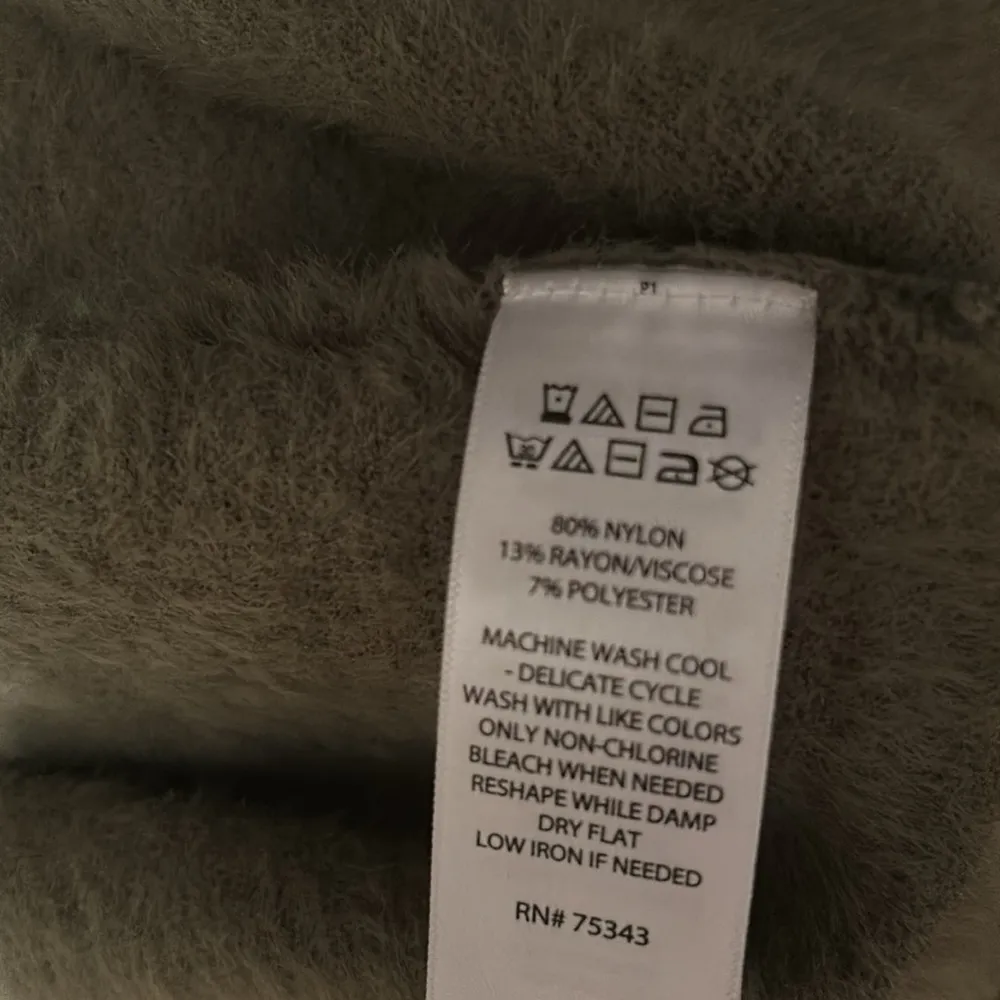 P1
30
80% NYLON
13% RAYON/VISCOSE
7% POLYESTER
MACHINE WASH COOL
- DELICATE CYCLE
WASH WITH LIKE COLORS
ONLY NON-CHLORINE
BLEACH WHEN NEEDED
RESHAPE WHILE DAMP
DRY FLAT
LOW IRON IF NEEDED
RN# 75343